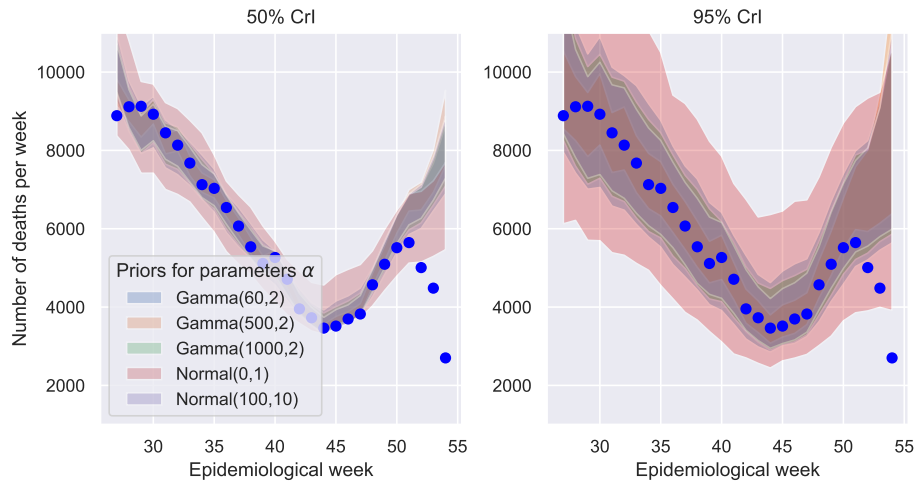 50% CrI
95% CrI
Number of deaths per week
10000
8000
6000
4000
2000
Priors for parameters α
Gamma(60,2)
Gamma(500,2)
Gamma(1000,2)
Normal(0,1)
Normal(100,10)
30 35 40 45 50 55
Epidemiological week
10000
8000
6000
4000
2000
30 35 40 45 50 55
Epidemiological week